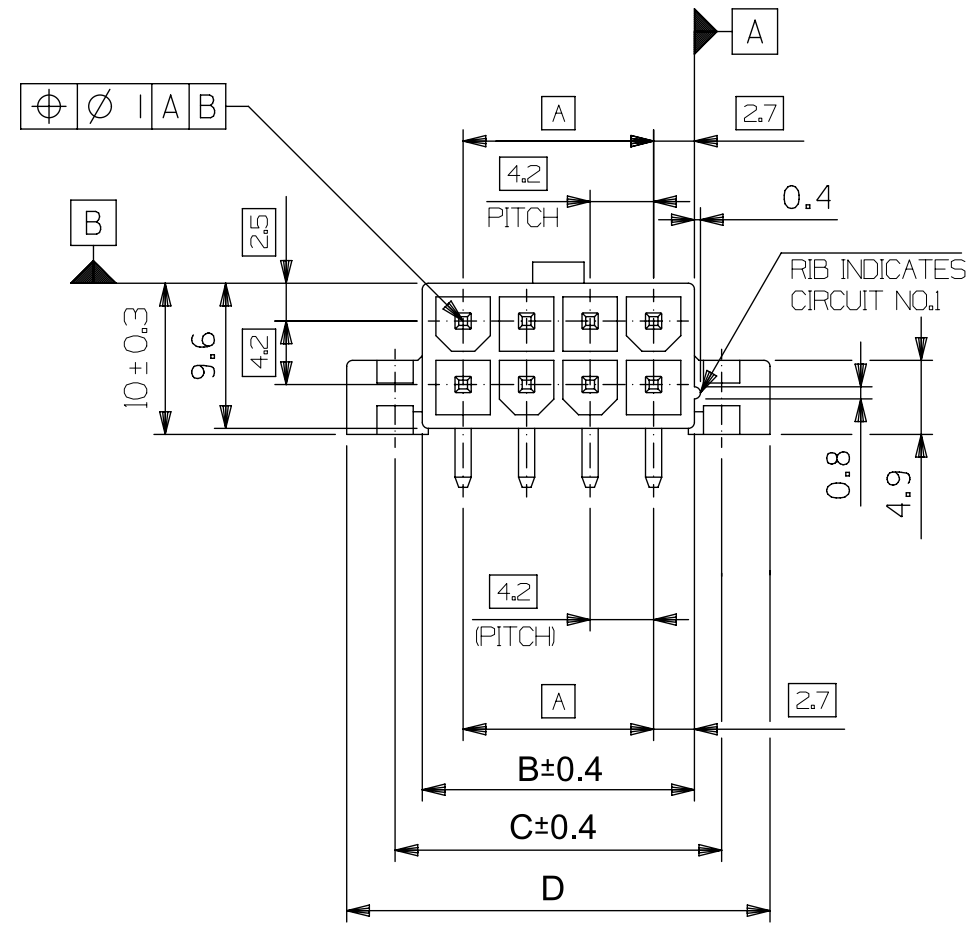 A
⌖ ⌀ 1 A B
A
2.7
4.2
PITCH
0.4
B
2.5
RIB INDICATES
CIRCUIT NO.1
10±0.3
9.6
4.2
0.8
4.9
4.2
(PITCH)
A
2.7
B±0.4
C±0.4
D